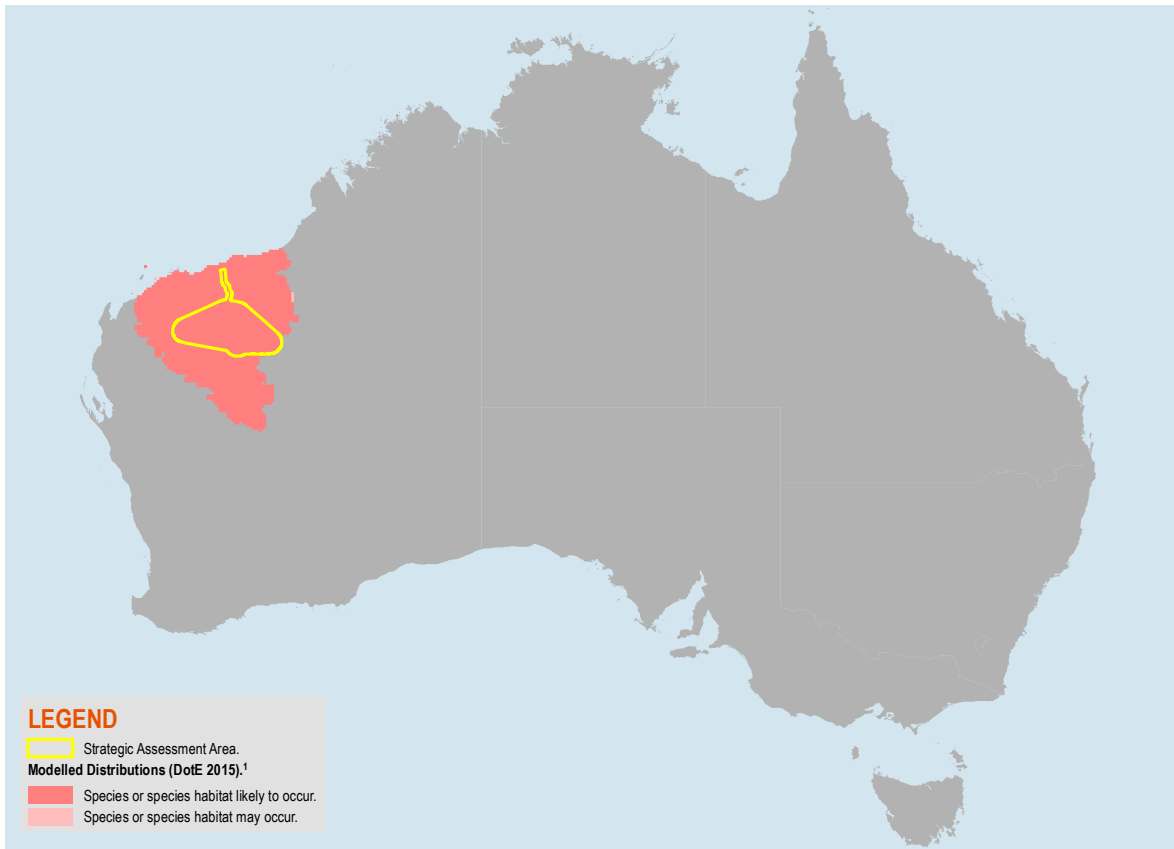 LEGEND
Strategic Assessment Area.
Modelled Distributions (DotE 2015).¹
Species or species habitat likely to occur.
Species or species habitat may occur.